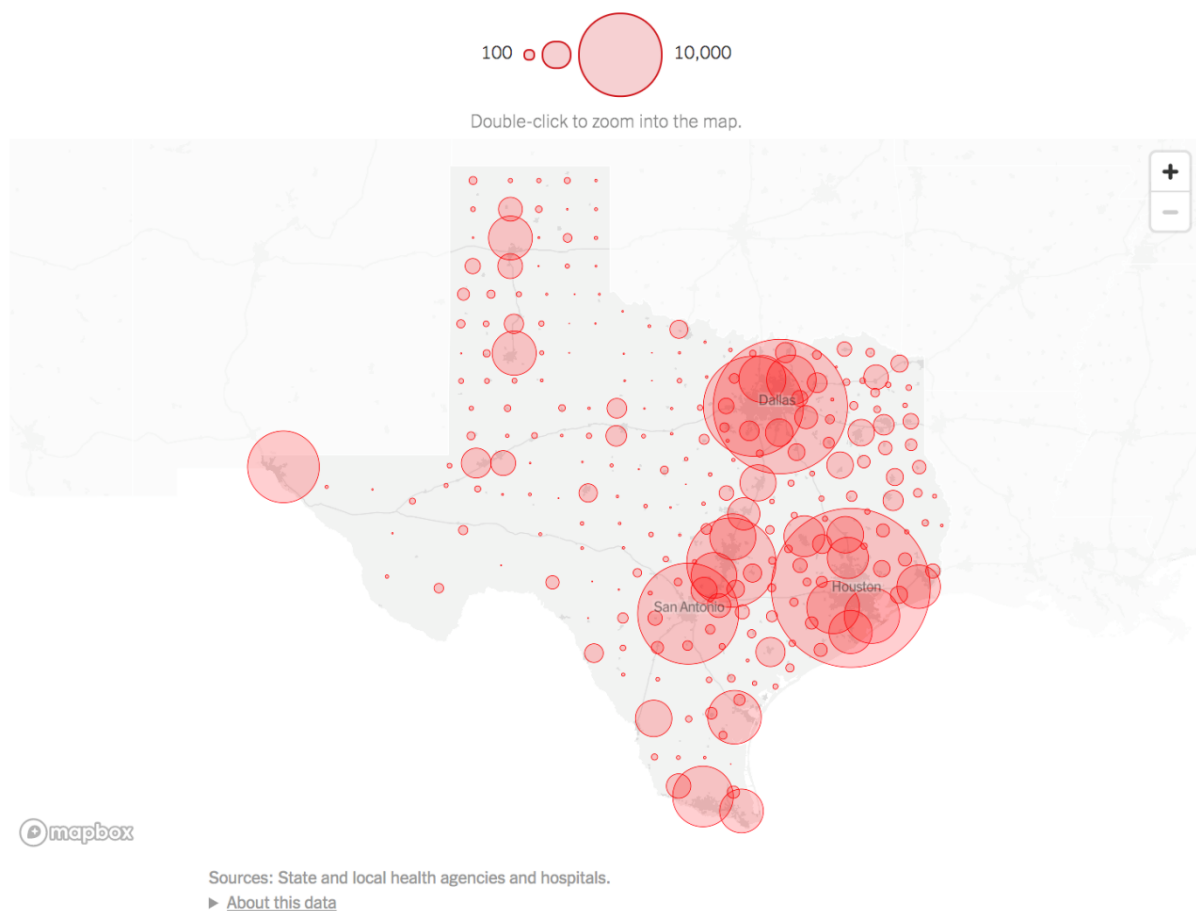 100 10,000
Double-click to zoom into the map.
+
−
Dallas
Houston
San Antonio
mapbox
Sources: State and local health agencies and hospitals.
▶ About this data